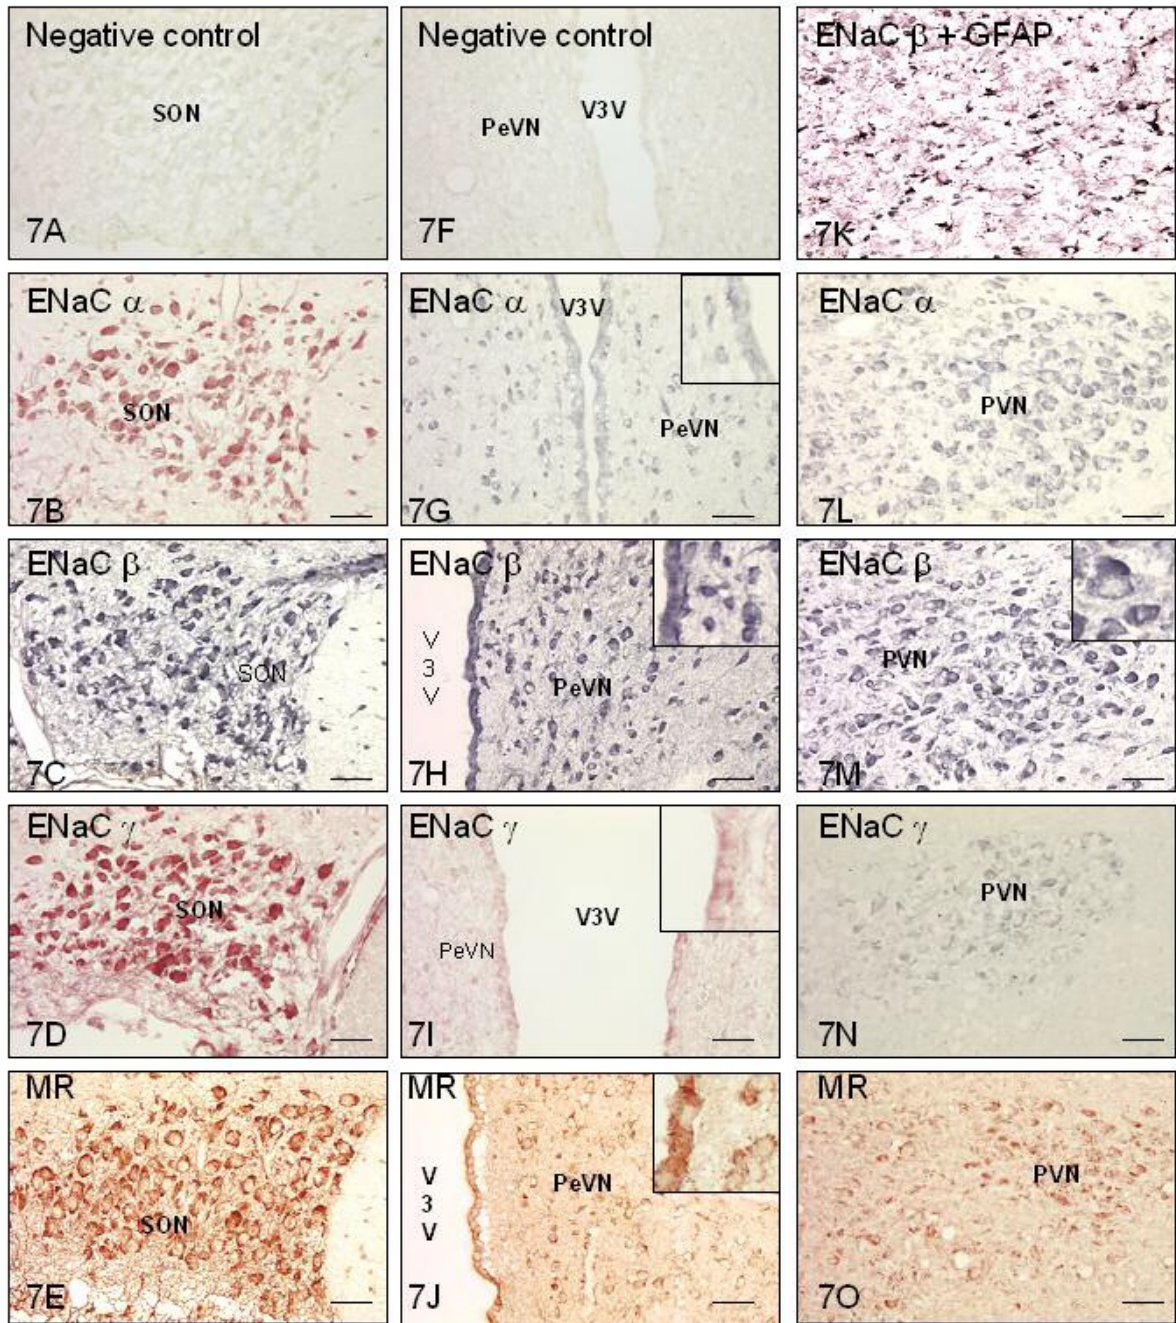 Negative control
SON
7A
Negative control
PeVN
V3V
7F
ENaC β + GFAP
7K
ENaC α
SON
7B
ENaC α
V3V
PeVN
7G
ENaC α
PVN
7L
ENaC β
SON
7C
ENaC β
V
3
V
PeVN
7H
ENaC β
PVN
7M
ENaC γ
SON
7D
ENaC γ
V3V
PeVN
7I
ENaC γ
PVN
7N
MR
SON
7E
MR
V
3
V
PeVN
7J
MR
PVN
7O